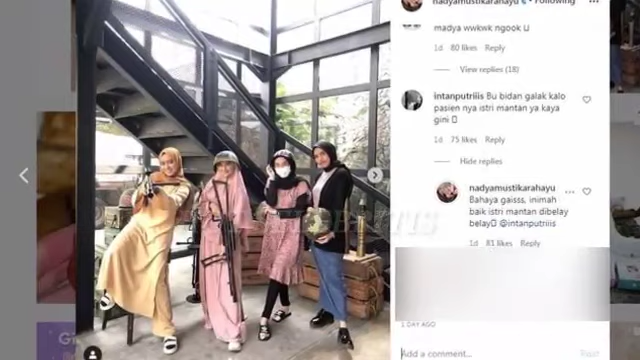 nadyamustikarahayu
Following
madya wwkwk ngook
1d 80 likes Reply
View replies (18)
intanputriiis Bu bidan galak kalo
pasien nya istri mantan ya kaya
gini
1d 75 likes Reply
Hide replies
nadyamustikarahayu
Bahaya gaisss, inimah
baik istri mantan dibelay
belay @intanputriiis
1d 81 likes Reply
1 DAY AGO
Add a comment...
Post